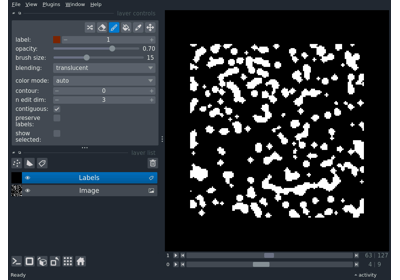 File View Plugins Window Help
layer controls
label: 1
opacity: 0.70
brush size: 15
blending: translucent
color mode: auto
contour: 0
n edit dim: 3
contiguous: ✓
preserve
labels:
show
selected:
layer list
Labels
Image
1 63 127
0 4 9
Ready
activity